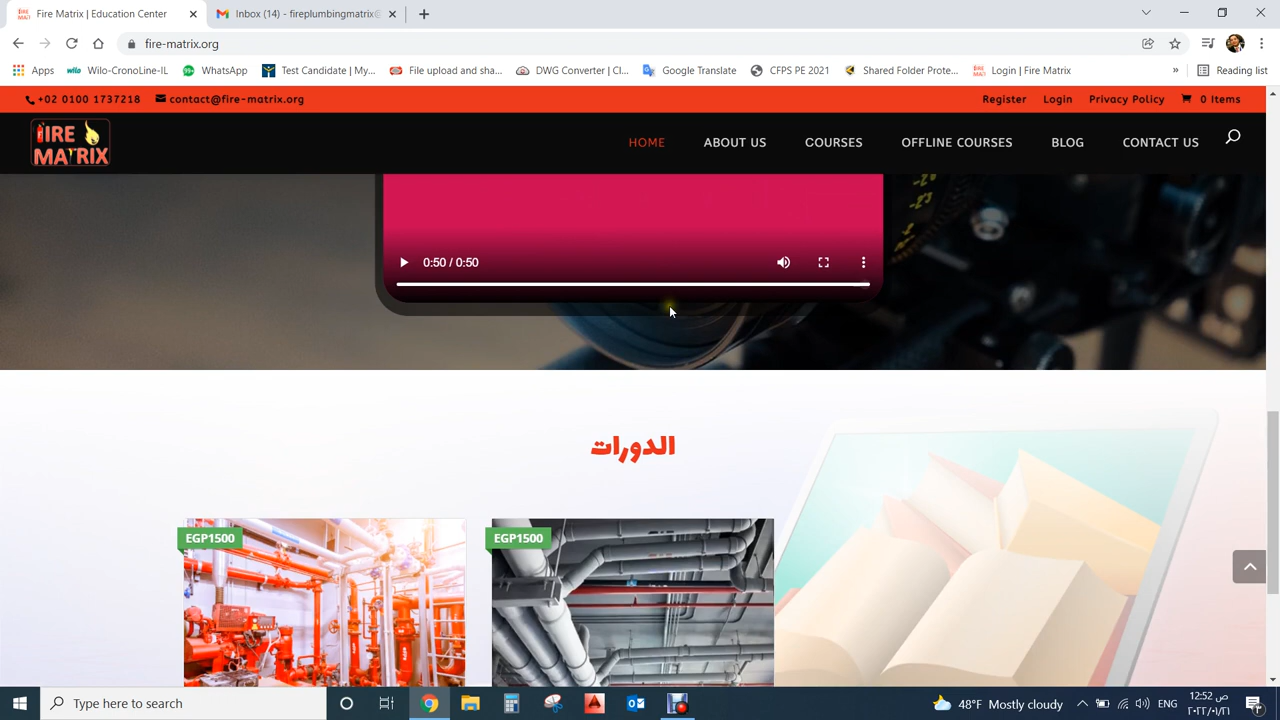 Fire Matrix | Education Center
Inbox (14) - fireplumbingmatrix@
fire-matrix.org
Apps
wilo Wilo-CronoLine-IL
99+ WhatsApp
Test Candidate | My...
File upload and sha...
DWG Converter | Cl...
Google Translate
CFPS PE 2021
Shared Folder Prote...
Login | Fire Matrix
»
Reading list
+02 0100 1737218
contact@fire-matrix.org
Register
Login
Privacy Policy
0 Items
FIRE
MATRIX
HOME
ABOUT US
COURSES
OFFLINE COURSES
BLOG
CONTACT US
0:50 / 0:50
الدورات
EGP1500
EGP1500
Type here to search
48°F Mostly cloudy
ENG
12:52 ص